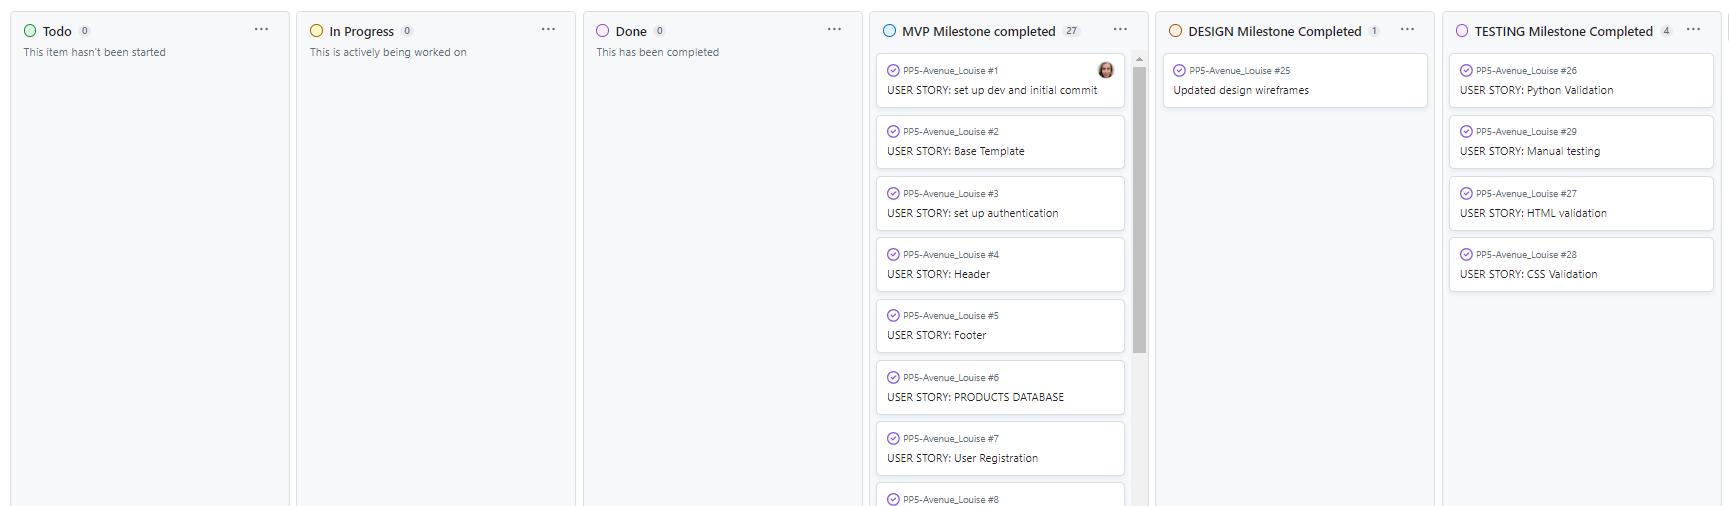 Todo 0
This item hasn't been started
In Progress 0
This is actively being worked on
Done 0
This has been completed
MVP Milestone completed 27
PP5-Avenue_Louise #1
USER STORY: set up dev and initial commit
PP5-Avenue_Louise #2
USER STORY: Base Template
PP5-Avenue_Louise #3
USER STORY: set up authentication
PP5-Avenue_Louise #4
USER STORY: Header
PP5-Avenue_Louise #5
USER STORY: Footer
PP5-Avenue_Louise #6
USER STORY: PRODUCTS DATABASE
PP5-Avenue_Louise #7
USER STORY: User Registration
PP5-Avenue_Louise #8
DESIGN Milestone Completed 1
PP5-Avenue_Louise #25
Updated design wireframes
TESTING Milestone Completed 4
PP5-Avenue_Louise #26
USER STORY: Python Validation
PP5-Avenue_Louise #29
USER STORY: Manual testing
PP5-Avenue_Louise #27
USER STORY: HTML validation
PP5-Avenue_Louise #28
USER STORY: CSS Validation